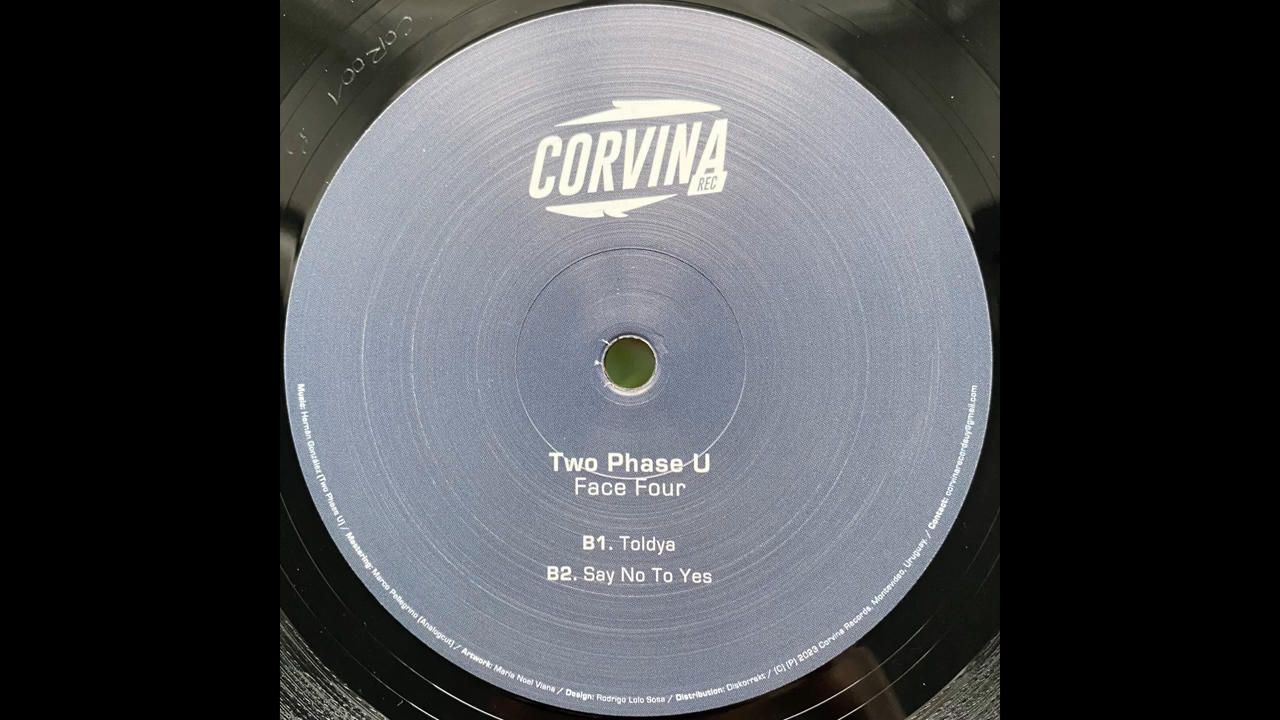 COR001
CORVINA
REC
Two Phase U
Face Four
B1. Toldya
B2. Say No To Yes
Music: Hernán González (Two Phase U) / Mastering: Marco Pellegrino (Analogcut) / Artwork: María Noel Viana / Design: Rodrigo Lolo Sosa / Distribution: Diskorrekt / (C) (P) 2023 Corvina Records. Montevideo, Uruguay. / Contact: corvinarecordsuy@gmail.com